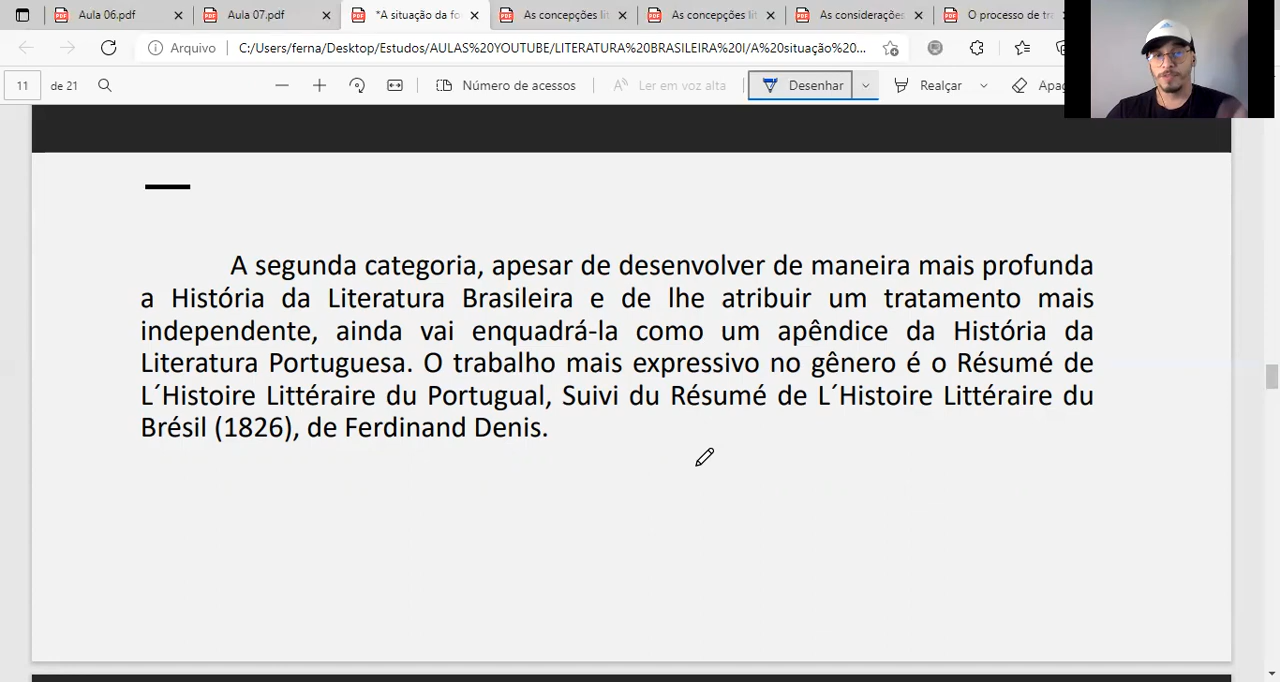 Aula 06.pdf
Aula 07.pdf
*A situação da fo
As concepções lit
As concepções lit
As consideraçõe
O processo de tra
Arquivo
C:/Users/ferna/Desktop/Estudos/AULAS%20YOUTUBE/LITERATURA%20BRASILEIRA%20I/A%20situação%20...
11 de 21
Número de acessos
Ler em voz alta
Desenhar
Realçar
Apag
A segunda categoria, apesar de desenvolver de maneira mais profunda
a História da Literatura Brasileira e de lhe atribuir um tratamento mais
independente, ainda vai enquadrá-la como um apêndice da História da
Literatura Portuguesa. O trabalho mais expressivo no gênero é o Résumé de
L´Histoire Littéraire du Portugual, Suivi du Résumé de L´Histoire Littéraire du
Brésil (1826), de Ferdinand Denis.